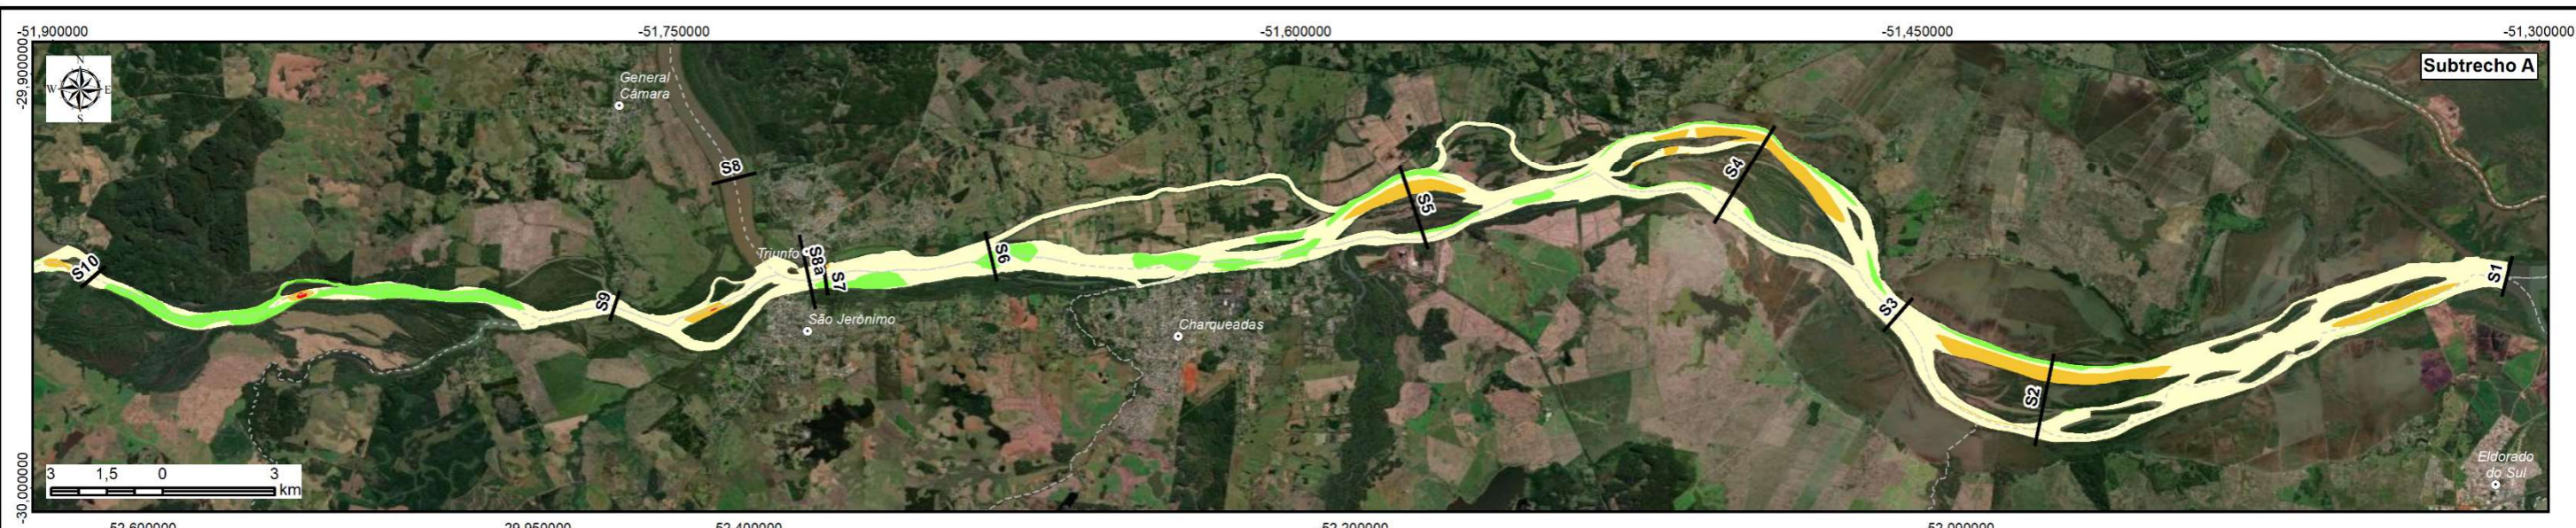 -51,900000
-51,750000
-51,600000
-51,450000
-51,300000
-29,900000
N
W
E
S
General
Câmara
Subtrecho A
S8
S4
S5
Triunfo
S8a
S6
S10
S7
S9
S1
S3
São Jerônimo
Charqueadas
S2
Eldorado
do Sul
3 1,5 0 3
km
-30,000000